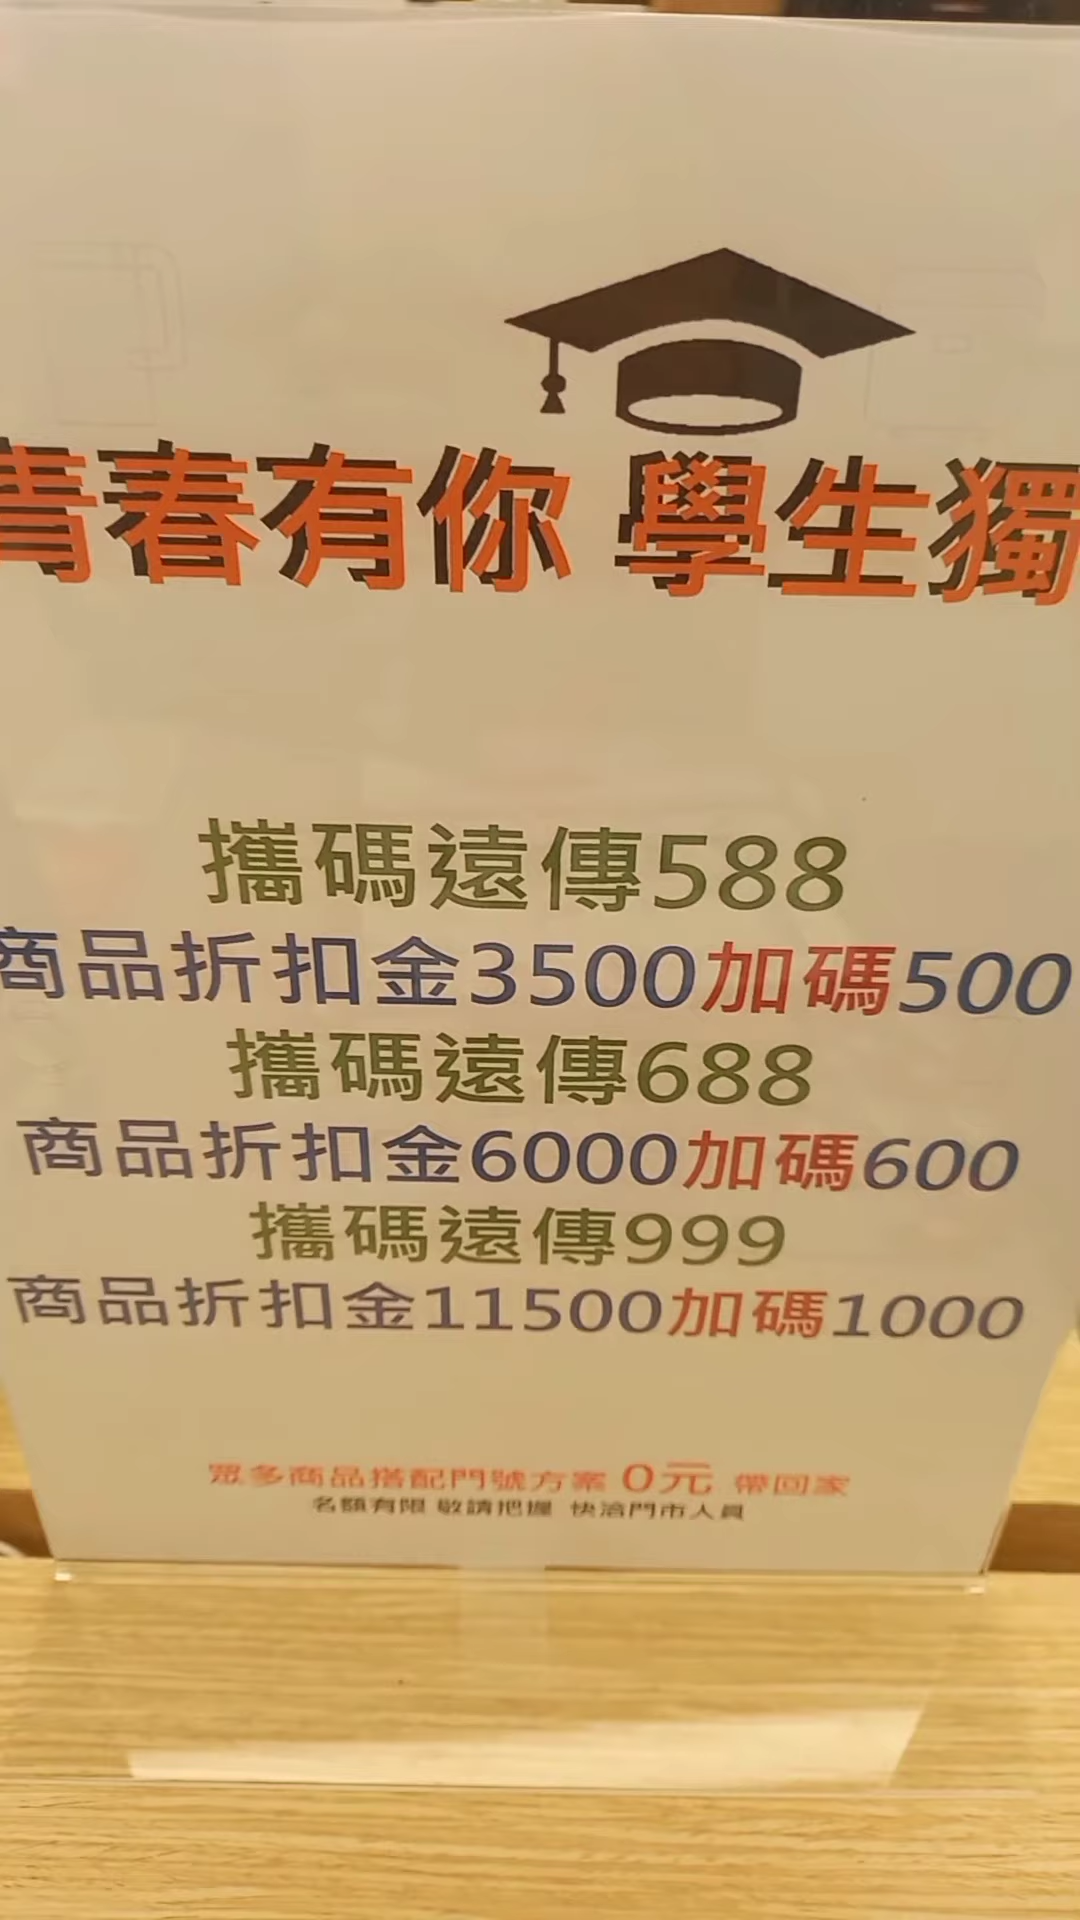 青春有你 學生獨
攜碼遠傳588
商品折扣金3500加碼500
攜碼遠傳688
商品折扣金6000加碼600
攜碼遠傳999
商品折扣金11500加碼1000
眾多商品搭配門號方案 0元 帶回家
名額有限 敬請把握 快洽門市人員